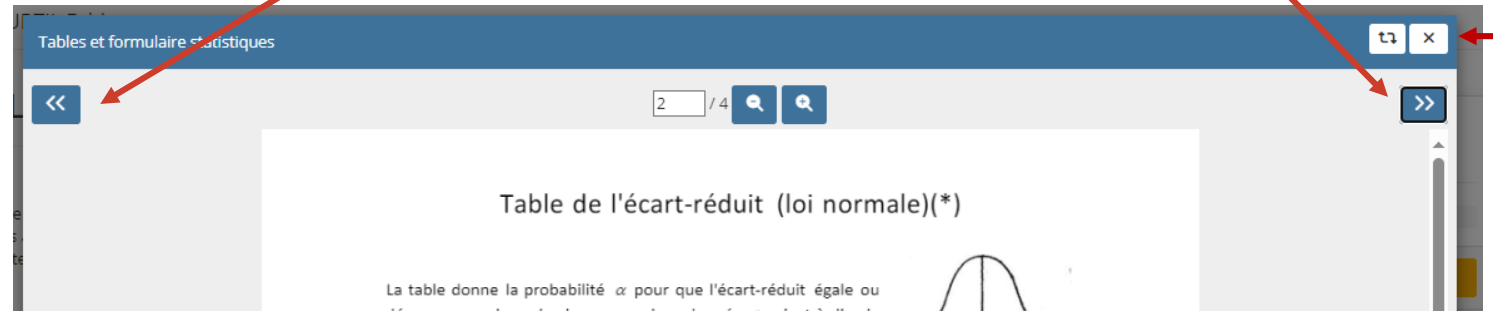 Tables et formulaire statistiques
2 / 4
Table de l'écart-réduit (loi normale)(*)
La table donne la probabilité α pour que l'écart-réduit égale ou